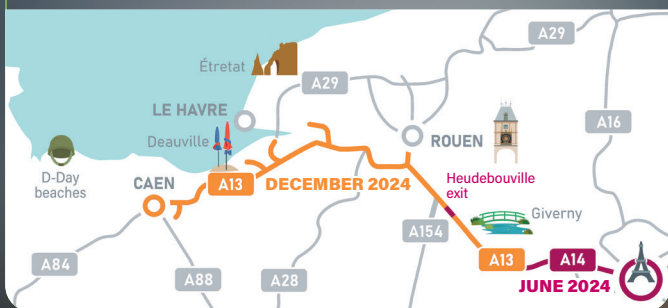 A29
Étretat
A29
LE HAVRE
A16
Deauville
ROUEN
D-Day
beaches
Heudebouville
exit
CAEN
A13
DECEMBER 2024
Giverny
A154
A84
A13
A14
A88
A28
JUNE 2024